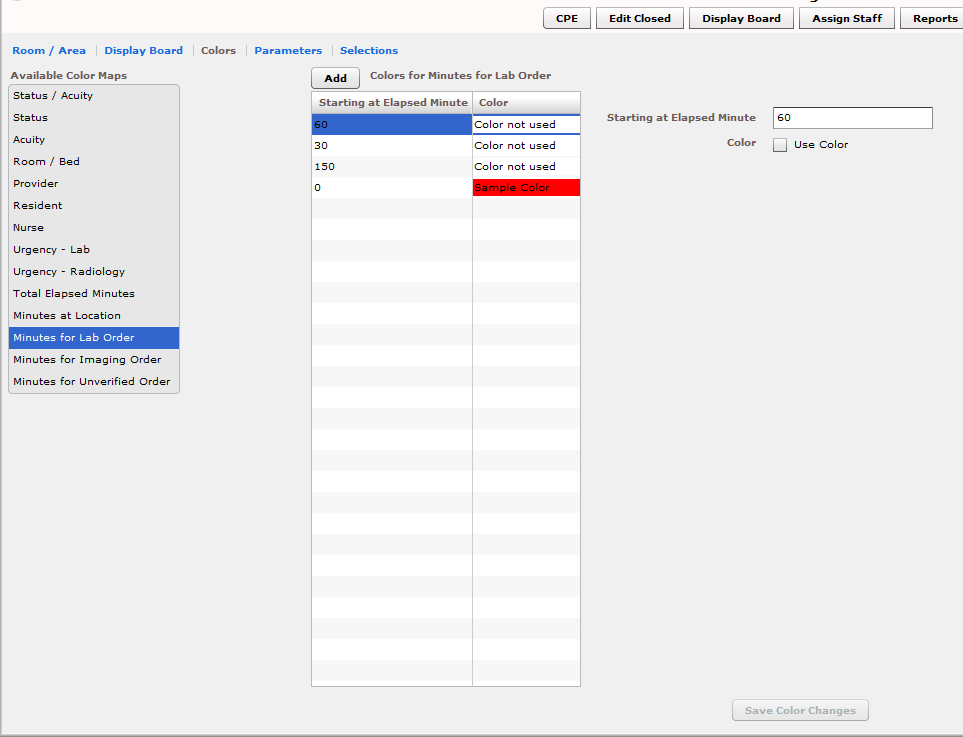 CPE Edit Closed Display Board Assign Staff Reports
Room / Area Display Board Colors Parameters Selections
Available Color Maps
Status / Acuity
Status
Acuity
Room / Bed
Provider
Resident
Nurse
Urgency - Lab
Urgency - Radiology
Total Elapsed Minutes
Minutes at Location
Minutes for Lab Order
Minutes for Imaging Order
Minutes for Unverified Order
Add Colors for Minutes for Lab Order
Starting at Elapsed Minute Color
60 Color not used
30 Color not used
150 Color not used
0 Sample Color
Starting at Elapsed Minute 60
Color Use Color
Save Color Changes